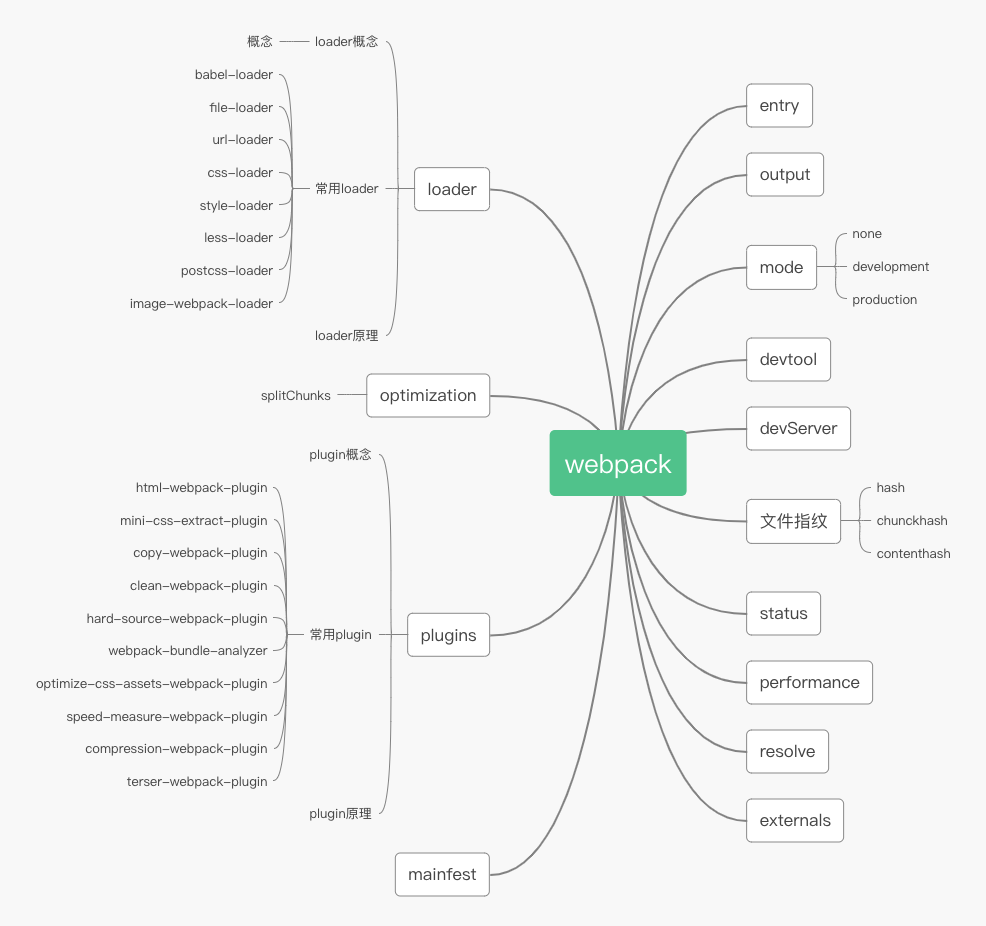 webpack
entry
output
mode
none
development
production
devtool
devServer
文件指纹
hash
chunckhash
contenthash
status
performance
resolve
externals
loader
loader概念
概念
常用loader
babel-loader
file-loader
url-loader
css-loader
style-loader
less-loader
postcss-loader
image-webpack-loader
loader原理
optimization
splitChunks
plugins
plugin概念
常用plugin
html-webpack-plugin
mini-css-extract-plugin
copy-webpack-plugin
clean-webpack-plugin
hard-source-webpack-plugin
webpack-bundle-analyzer
optimize-css-assets-webpack-plugin
speed-measure-webpack-plugin
compression-webpack-plugin
terser-webpack-plugin
plugin原理
mainfest